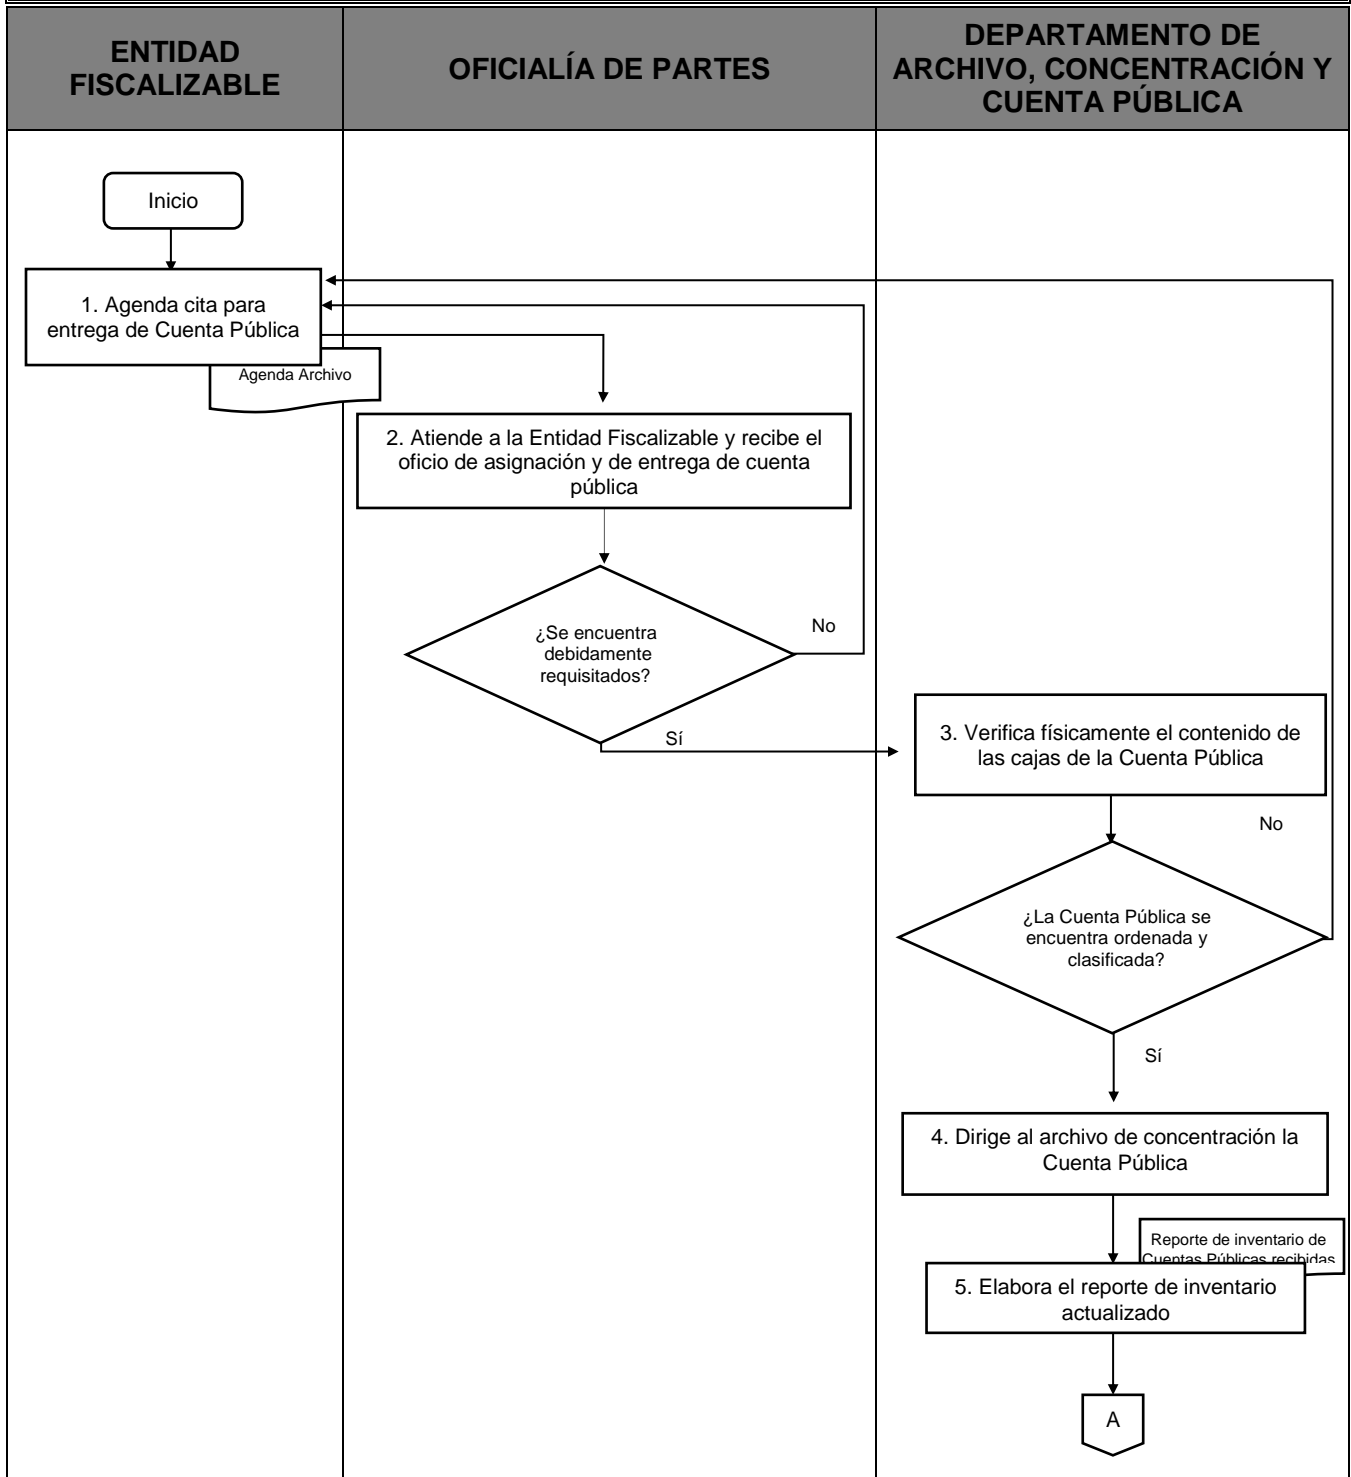 ENTIDAD
FISCALIZABLE
OFICIALÍA DE PARTES
DEPARTAMENTO DE
ARCHIVO, CONCENTRACIÓN Y
CUENTA PÚBLICA
Inicio
1. Agenda cita para
entrega de Cuenta Pública
Agenda Archivo
2. Atiende a la Entidad Fiscalizable y recibe el
oficio de asignación y de entrega de cuenta
pública
¿Se encuentra
debidamente
requisitados?
No
Sí
3. Verifica físicamente el contenido de
las cajas de la Cuenta Pública
No
¿La Cuenta Pública se
encuentra ordenada y
clasificada?
Sí
4. Dirige al archivo de concentración la
Cuenta Pública
Reporte de inventario de
Cuentas Públicas recibidas
5. Elabora el reporte de inventario
actualizado
A